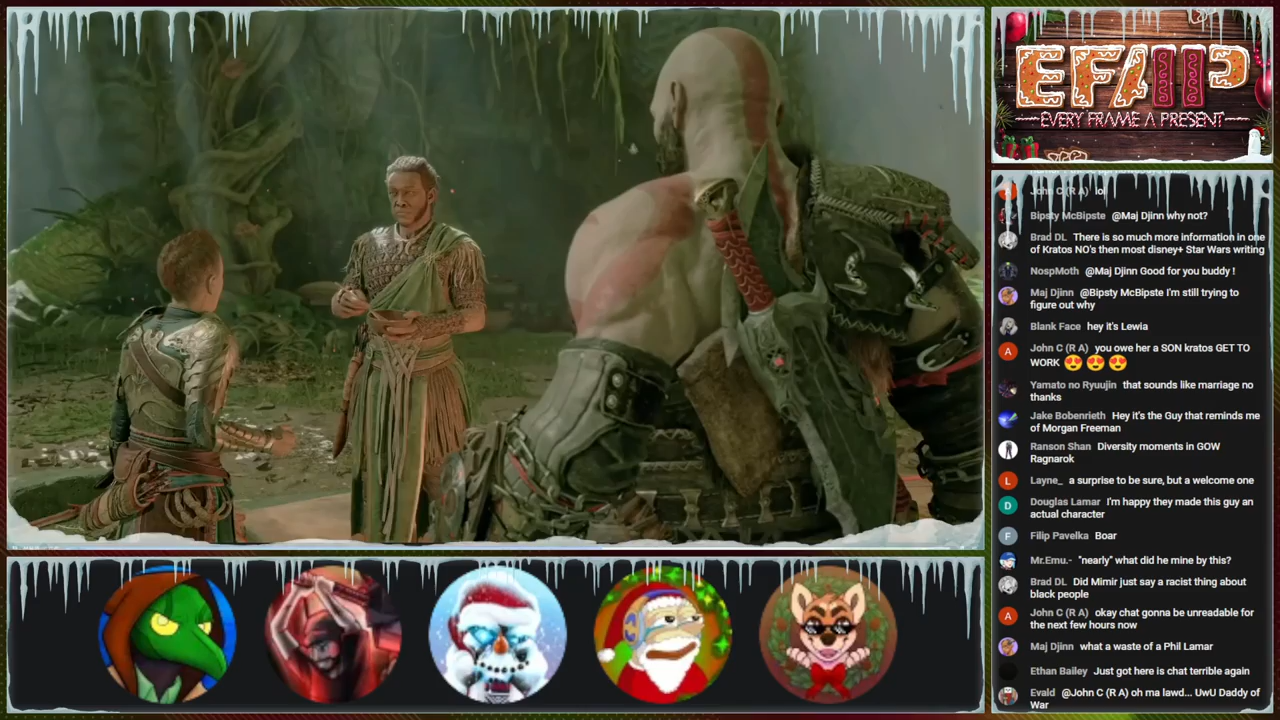 EFAP
EVERY FRAME A PRESENT
John C (R A) lol
Bipsty McBipste @Maj Djinn why not?
Brad DL There is so much more information in one
of Kratos NO's then most disney+ Star Wars writing
NospMoth @Maj Djinn Good for you buddy !
Maj Djinn @Bipsty McBipste I'm still trying to
figure out why
Blank Face hey it's Lewia
A John C (R A) you owe her a SON kratos GET TO
WORK 😍 😍 😍
Yamato no Ryuujin that sounds like marriage no
thanks
Jake Bobenrieth Hey it's the Guy that reminds me
of Morgan Freeman
Ranson Shan Diversity moments in GOW
Ragnarok
L Layne_ a surprise to be sure, but a welcome one
D Douglas Lamar I'm happy they made this guy an
actual character
F Filip Pavelka Boar
Mr.Emu.- "nearly" what did he mine by this?
Brad DL Did Mimir just say a racist thing about
black people
A John C (R A) okay chat gonna be unreadable for
the next few hours now
Maj Djinn what a waste of a Phil Lamar
Ethan Bailey Just got here is chat terrible again
Evald @John C (R A) oh ma lawd... UwU Daddy of
War